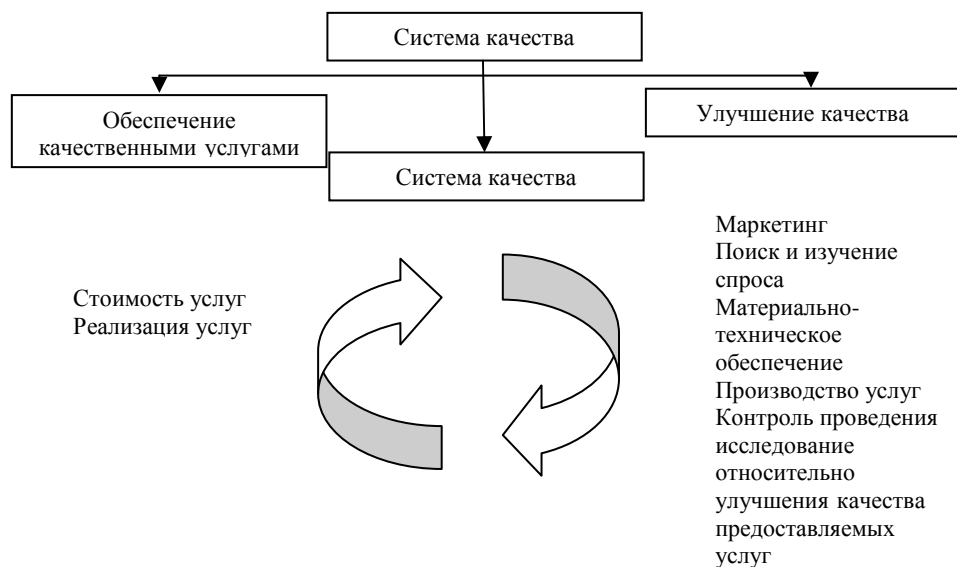 Система качества
Обеспечение
качественными услугами
Улучшение качества
Система качества
Стоимость услуг
Реализация услуг
Маркетинг
Поиск и изучение
спроса
Материально-
техническое
обеспечение
Производство услуг
Контроль проведения
исследование
относительно
улучшения качества
предоставляемых
услуг